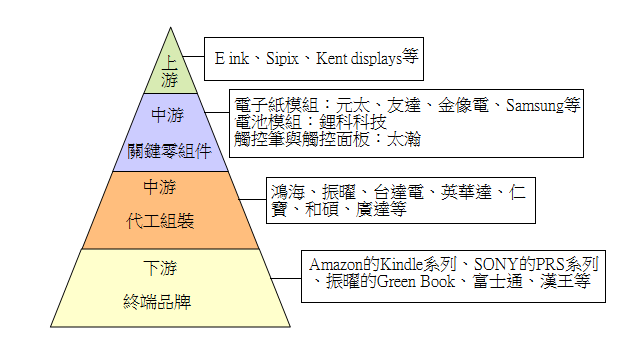 上
游
E ink、Sipix、Kent displays等
中游
關鍵零組件
電子紙模組：元太、友達、金像電、Samsung等
電池模組：鋰科科技
觸控筆與觸控面板：太瀚
中游
代工組裝
鴻海、振曜、台達電、英華達、仁
寶、和碩、廣達等
下游
終端品牌
Amazon的Kindle系列、SONY的PRS系列
、振曜的Green Book、富士通、漢王等